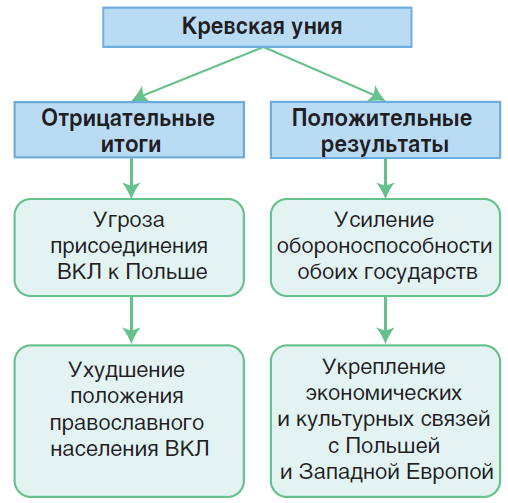 Кревская уния
Отрицательные
итоги
Положительные
результаты
Угроза
присоединения
ВКЛ к Польше
Усиление
обороноспособности
обоих государств
Ухудшение
положения
православного
населения ВКЛ
Укрепление
экономических
и культурных связей
с Польшей
и Западной Европой